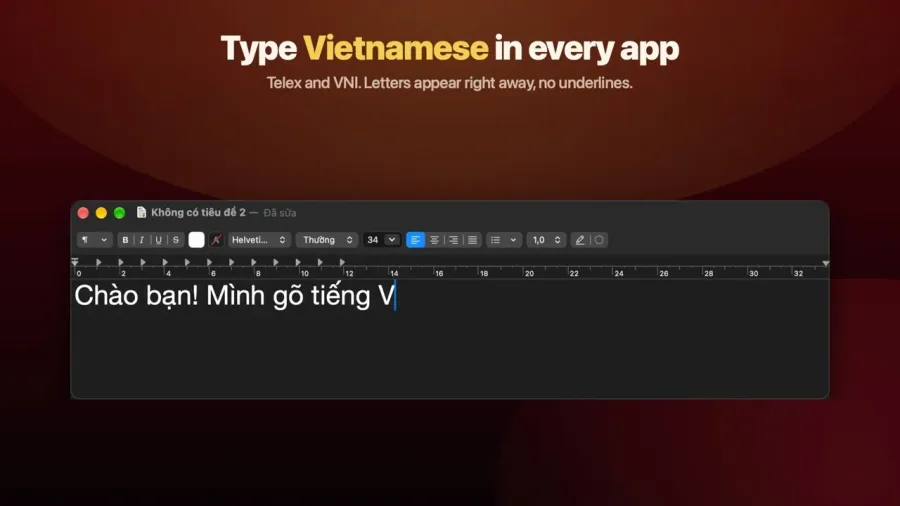 Type Vietnamese in every app
Telex and VNI. Letters appear right away, no underlines.
Không có tiêu đề 2 — Đã sửa
¶ B I U S A Helveti... Thường 34 1,0
0 2 4 6 8 10 12 14 16 18 20 22 24 26 28 30 32
Chào bạn! Mình gõ tiếng V